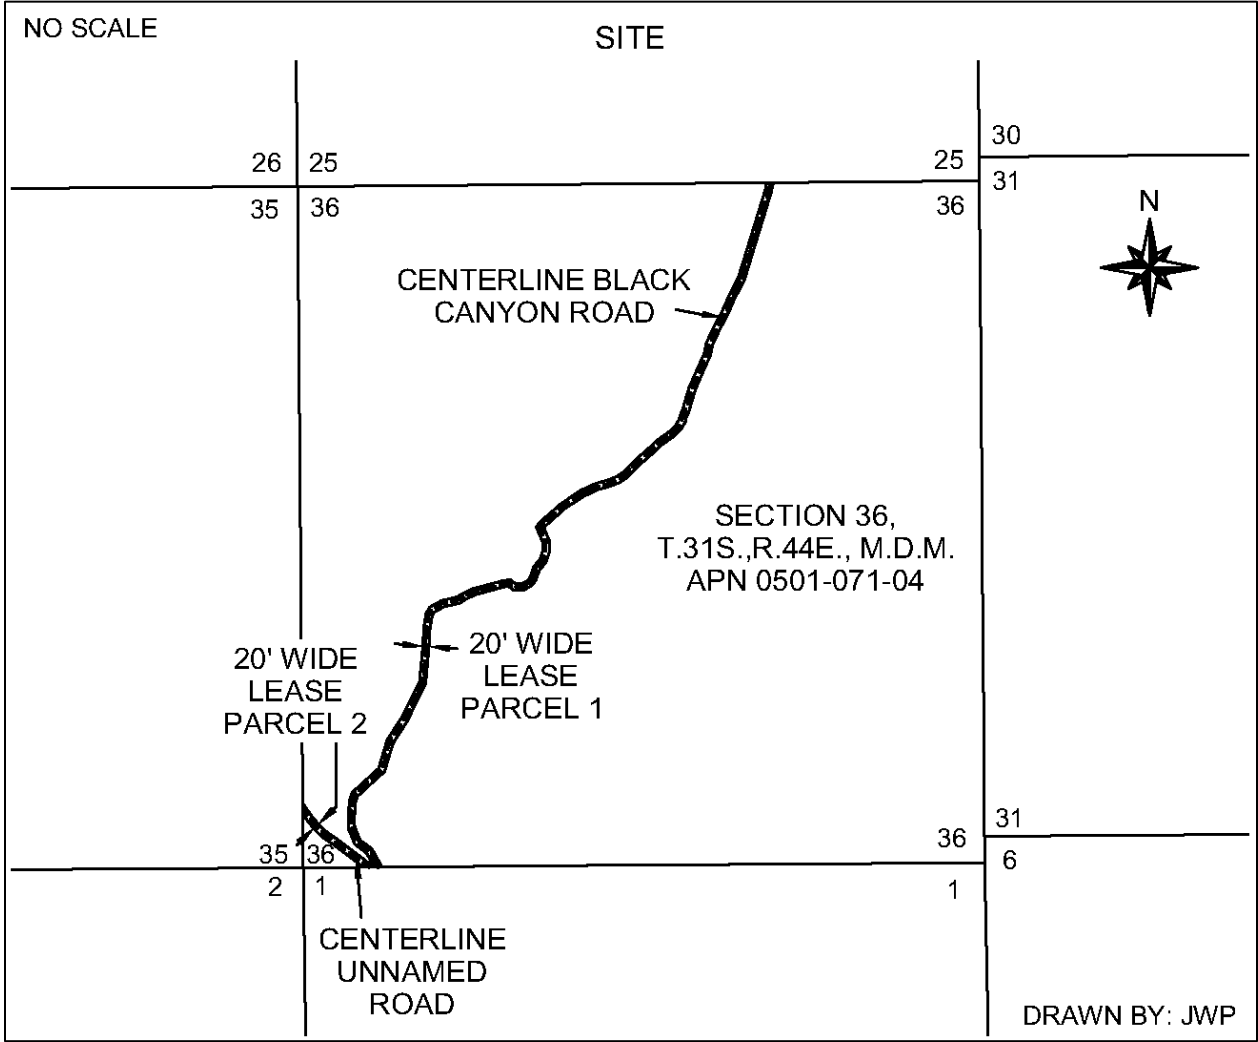 NO SCALE
SITE
30
26
25
25
31
35
36
36
N
CENTERLINE BLACK
CANYON ROAD
SECTION 36,
T.31S.,R.44E., M.D.M.
APN 0501-071-04
20' WIDE
LEASE
PARCEL 1
20' WIDE
LEASE
PARCEL 2
31
36
35
36
6
2
1
1
CENTERLINE
UNNAMED
ROAD
DRAWN BY: JWP